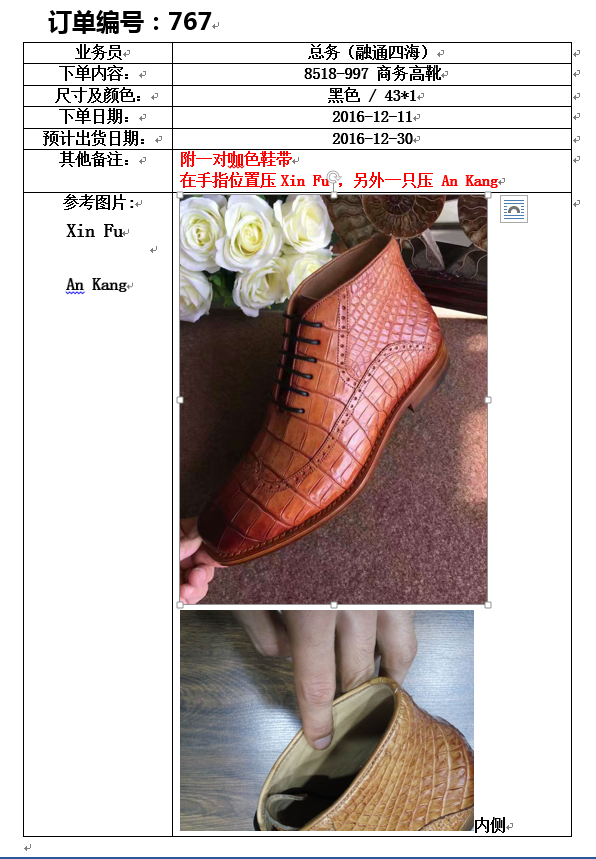 订单编号：767
业务员 总务（融通四海）
下单内容： 8518-997 商务高靴
尺寸及颜色： 黑色 / 43*1
下单日期： 2016-12-11
预计出货日期： 2016-12-30
其他备注： 附一对咖色鞋带
在手指位置压 Xin Fu，另外一只压 An Kang
参考图片:
Xin Fu
An Kang
内侧